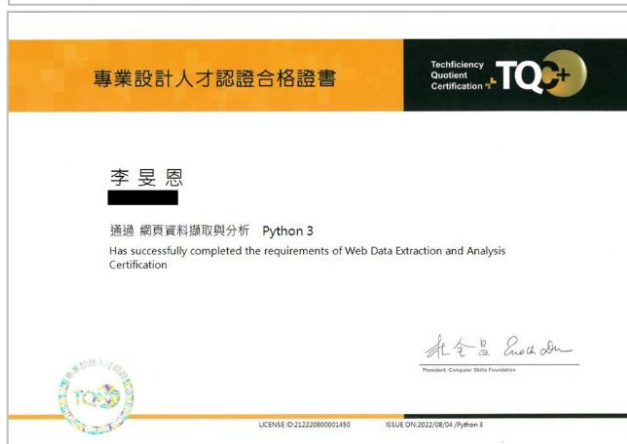 專業設計人才認證合格證書
Techficiency
Quotient
Certification
TQC+
李旻恩
通過 網頁資料擷取與分析 Python 3
Has successfully completed the requirements of Web Data Extraction and Analysis
Certification
President, Computer Skills Foundation
TQC+
LICENSE ID:212220800001450 ISSUE ON:2022/08/04 /Python 3